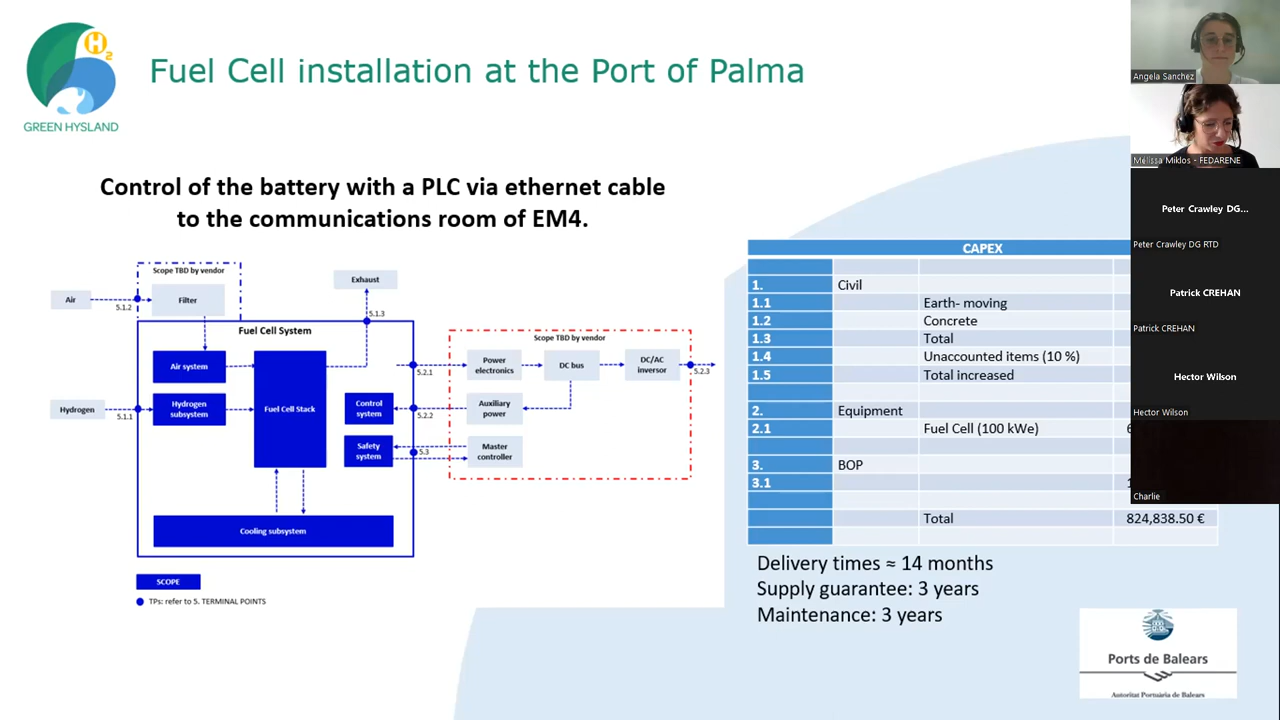 H2
GREEN HYSLAND
Fuel Cell installation at the Port of Palma
Control of the battery with a PLC via ethernet cable
to the communications room of EM4.
Scope TBD by vendor
Air
5.1.2
Filter
Exhaust
5.1.3
Fuel Cell System
Air system
Hydrogen
5.1.1
Hydrogen
subsystem
Fuel Cell Stack
Control
system
Safety
system
Cooling subsystem
5.2.1
5.2.2
5.3
Scope TBD by vendor
Power
electronics
DC bus
DC/AC
inversor
5.2.3
Auxiliary
power
Master
controller
SCOPE
TPs: refer to 5. TERMINAL POINTS
CAPEX
1. Civil
1.1 Earth- moving
1.2 Concrete
1.3 Total
1.4 Unaccounted items (10 %)
1.5 Total increased
2. Equipment
2.1 Fuel Cell (100 kWe)
3. BOP
3.1
Total 824,838.50 €
Delivery times ≈ 14 months
Supply guarantee: 3 years
Maintenance: 3 years
Ports de Balears
Autoritat Portuària de Balears
Angela Sanchez
Mélissa Miklos - FEDARENE
Peter Crawley DG...
Peter Crawley DG RTD
Patrick CREHAN
Patrick CREHAN
Hector Wilson
Hector Wilson
Charlie